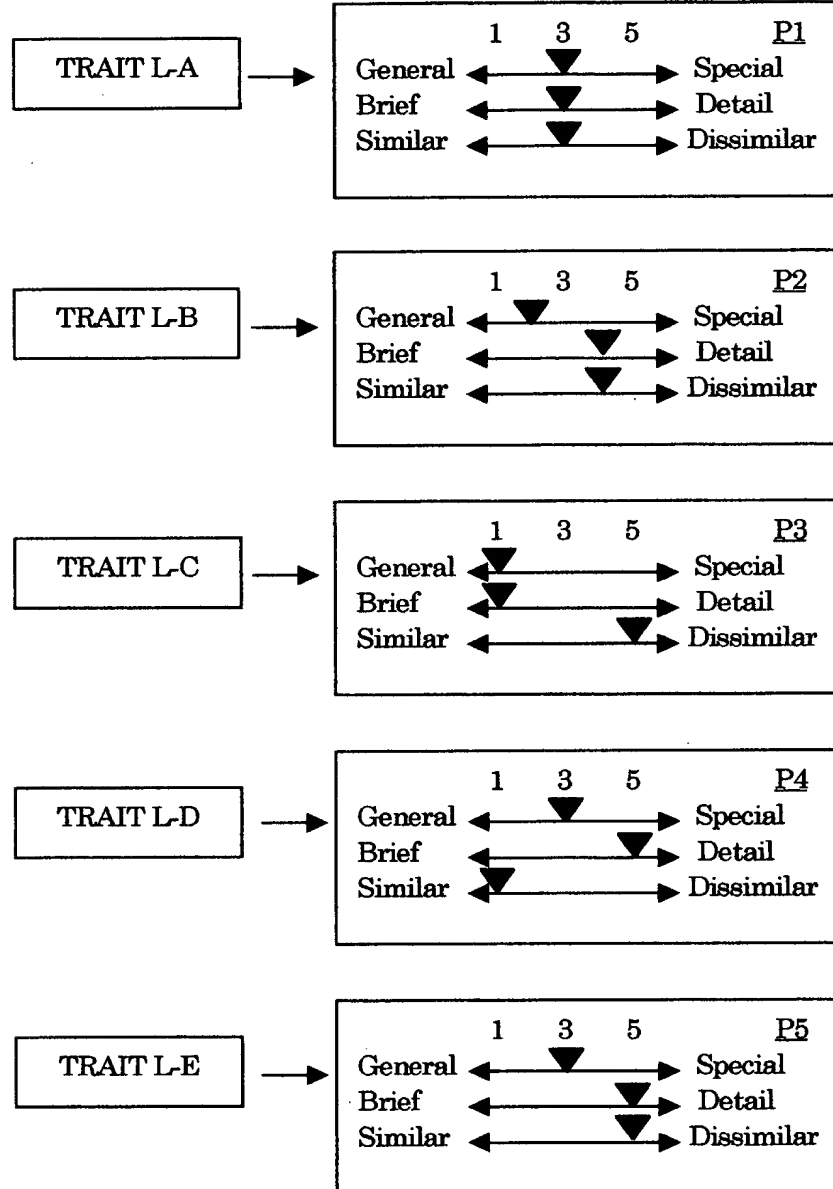 1 3 5 P1
TRAIT L-A
General Special
Brief Detail
Similar Dissimilar
1 3 5 P2
TRAIT L-B
General Special
Brief Detail
Similar Dissimilar
1 3 5 P3
TRAIT L-C
General Special
Brief Detail
Similar Dissimilar
1 3 5 P4
TRAIT L-D
General Special
Brief Detail
Similar Dissimilar
1 3 5 P5
TRAIT L-E
General Special
Brief Detail
Similar Dissimilar